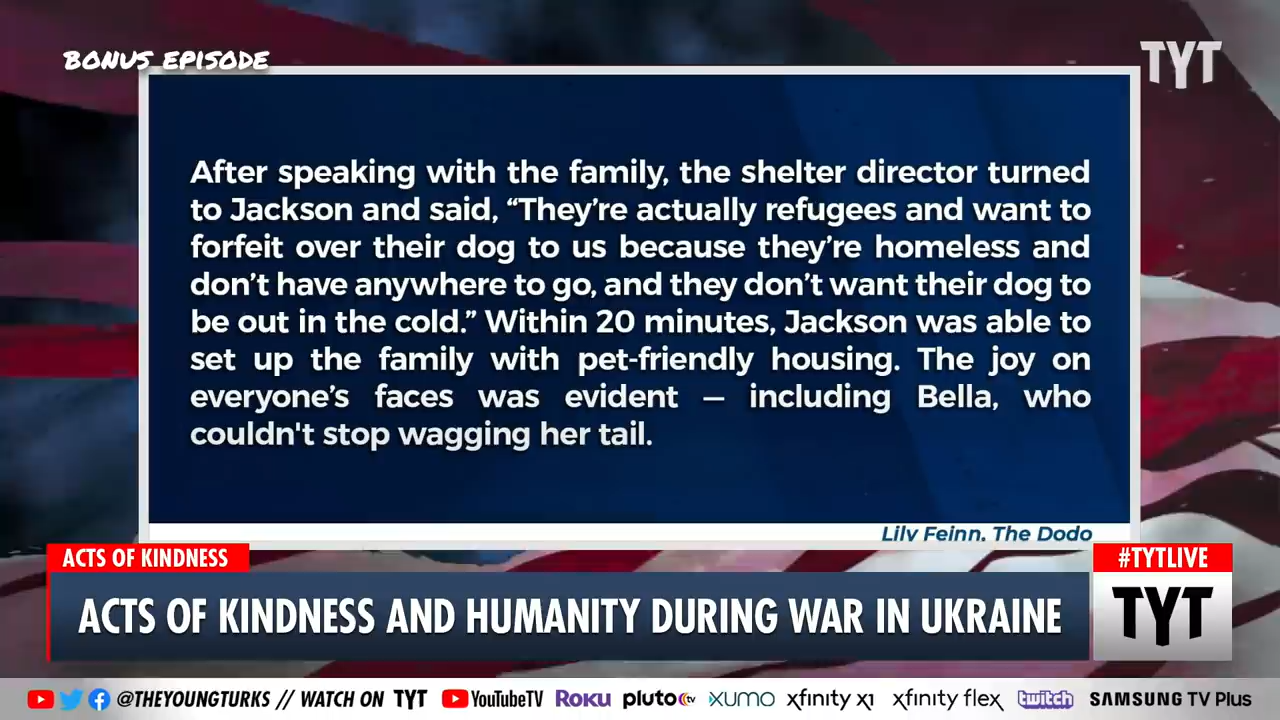 BONUS EPISODE
TYT
After speaking with the family, the shelter director turned
to Jackson and said, “They’re actually refugees and want to
forfeit over their dog to us because they’re homeless and
don’t have anywhere to go, and they don’t want their dog to
be out in the cold.” Within 20 minutes, Jackson was able to
set up the family with pet-friendly housing. The joy on
everyone’s faces was evident — including Bella, who
couldn't stop wagging her tail.
Lily Feinn, The Dodo
ACTS OF KINDNESS
#TYTLIVE
ACTS OF KINDNESS AND HUMANITY DURING WAR IN UKRAINE
TYT
@THEYOUNGTURKS // WATCH ON TYT YouTubeTV ROKU pluto tv xumo xfinity x1 xfinity flex twitch SAMSUNG TV Plus